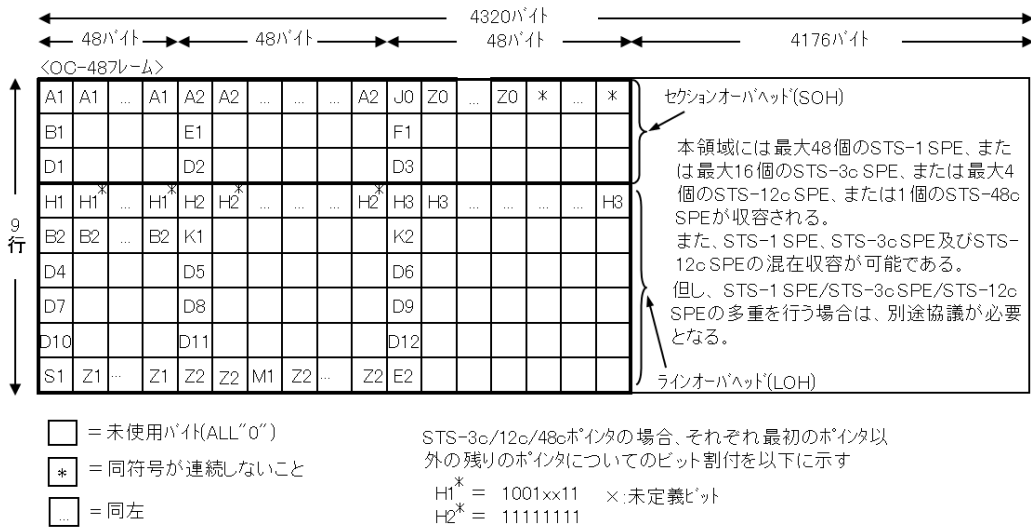 4320バイト
48バイト 48バイト 48バイト 4176バイト
<OC-48フレーム>
A1 A1 ... A1 A2 A2 ... ... ... A2 J0 Z0 ... Z0 * ... *
セクションオーバヘッド(SOH)
B1 E1 F1
D1 D2 D3
本領域には最大48個のSTS-1 SPE、また
は最大16個のSTS-3c SPE、または最大4
個のSTS-12c SPE、または1個のSTS-48c
SPEが収容される。
また、STS-1 SPE、STS-3c SPE及びSTS-
12c SPEの混在収容が可能である。
但し、STS-1 SPE/STS-3c SPE/STS-12c
SPEの多重を行う場合は、別途協議が必要
となる。
9
行
H1 H1* ... H1* H2 H2* ... ... ... H2* H3 H3 ... ... ... ... H3
B2 B2 ... B2 K1 K2
D4 D5 D6
D7 D8 D9
D10 D11 D12
S1 Z1 ... Z1 Z2 Z2 M1 Z2 ... Z2 E2
ラインオーバヘッド(LOH)
=未使用バイト(ALL"0")
* =同符号が連続しないこと
... =同左
STS-3c/12c/48cポインタの場合、それぞれ最初のポインタ以
外の残りのポインタについてのビット割付を以下に示す
H1* = 1001xx11 ×:未定義ビット
H2* = 11111111